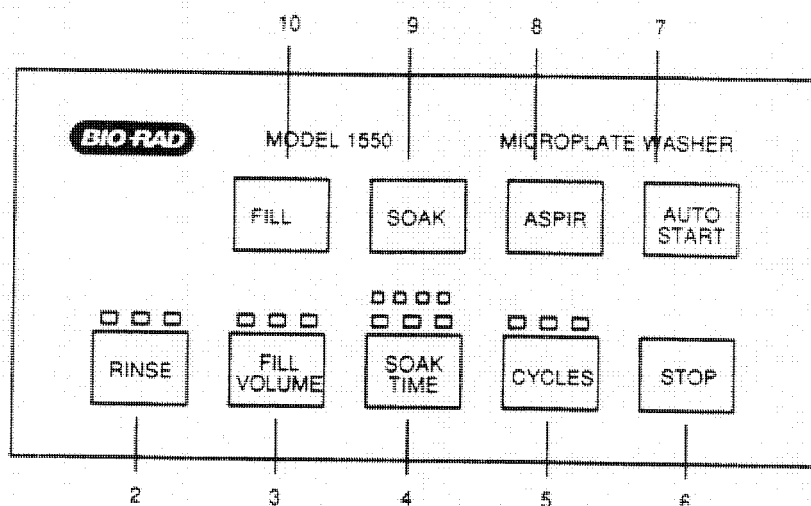 10 9 8 7
BIO-RAD MODEL 1550 MICROPLATE WASHER
FILL SOAK ASPIR AUTO
START
RINSE FILL
VOLUME SOAK
TIME CYCLES STOP
2 3 4 5 6